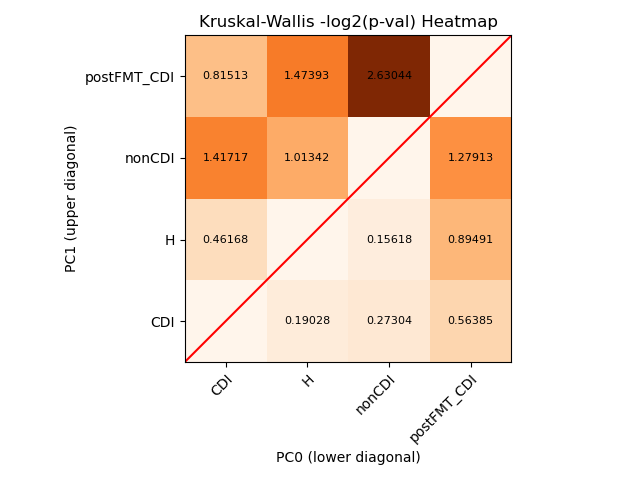 Kruskal-Wallis -log2(p-val) Heatmap
postFMT_CDI
0.81513 1.47393 2.63044
nonCDI
1.41717 1.01342 1.27913
H
0.46168 0.15618 0.89491
CDI
0.19028 0.27304 0.56385
PC1 (upper diagonal)
CDI H nonCDI postFMT_CDI
PC0 (lower diagonal)